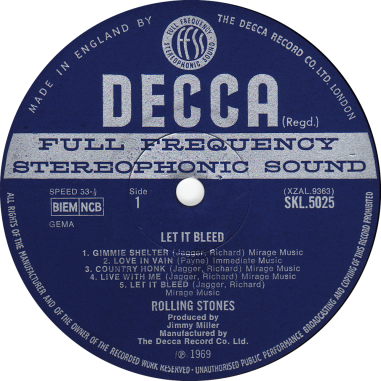 MADE IN ENGLAND BY THE DECCA RECORD CO., LTD., LONDON
FULL FREQUENCY
ffss
STEREOPHONIC SOUND
DECCA
(Regd.)
FULL FREQUENCY
STEREOPHONIC SOUND
SPEED 33-⅓ Side (XZAL.9363)
BIEM NCB 1 SKL.5025
GEMA
LET IT BLEED
1. GIMMIE SHELTER (Jagger, Richard) Mirage Music
2. LOVE IN VAIN (Payne) Immediate Music
3. COUNTRY HONK (Jagger, Richard) Mirage Music
4. LIVE WITH ME (Jagger, Richard) Mirage Music
5. LET IT BLEED (Jagger, Richard)
Mirage Music
ROLLING STONES
Produced by
Jimmy Miller
Manufactured by
The Decca Record Co. Ltd.
℗ 1969
ALL RIGHTS OF THE MANUFACTURER AND OF THE OWNER OF THE RECORDED WORK RESERVED · UNAUTHORISED PUBLIC PERFORMANCE BROADCASTING AND COPYING OF THIS RECORD PROHIBITED